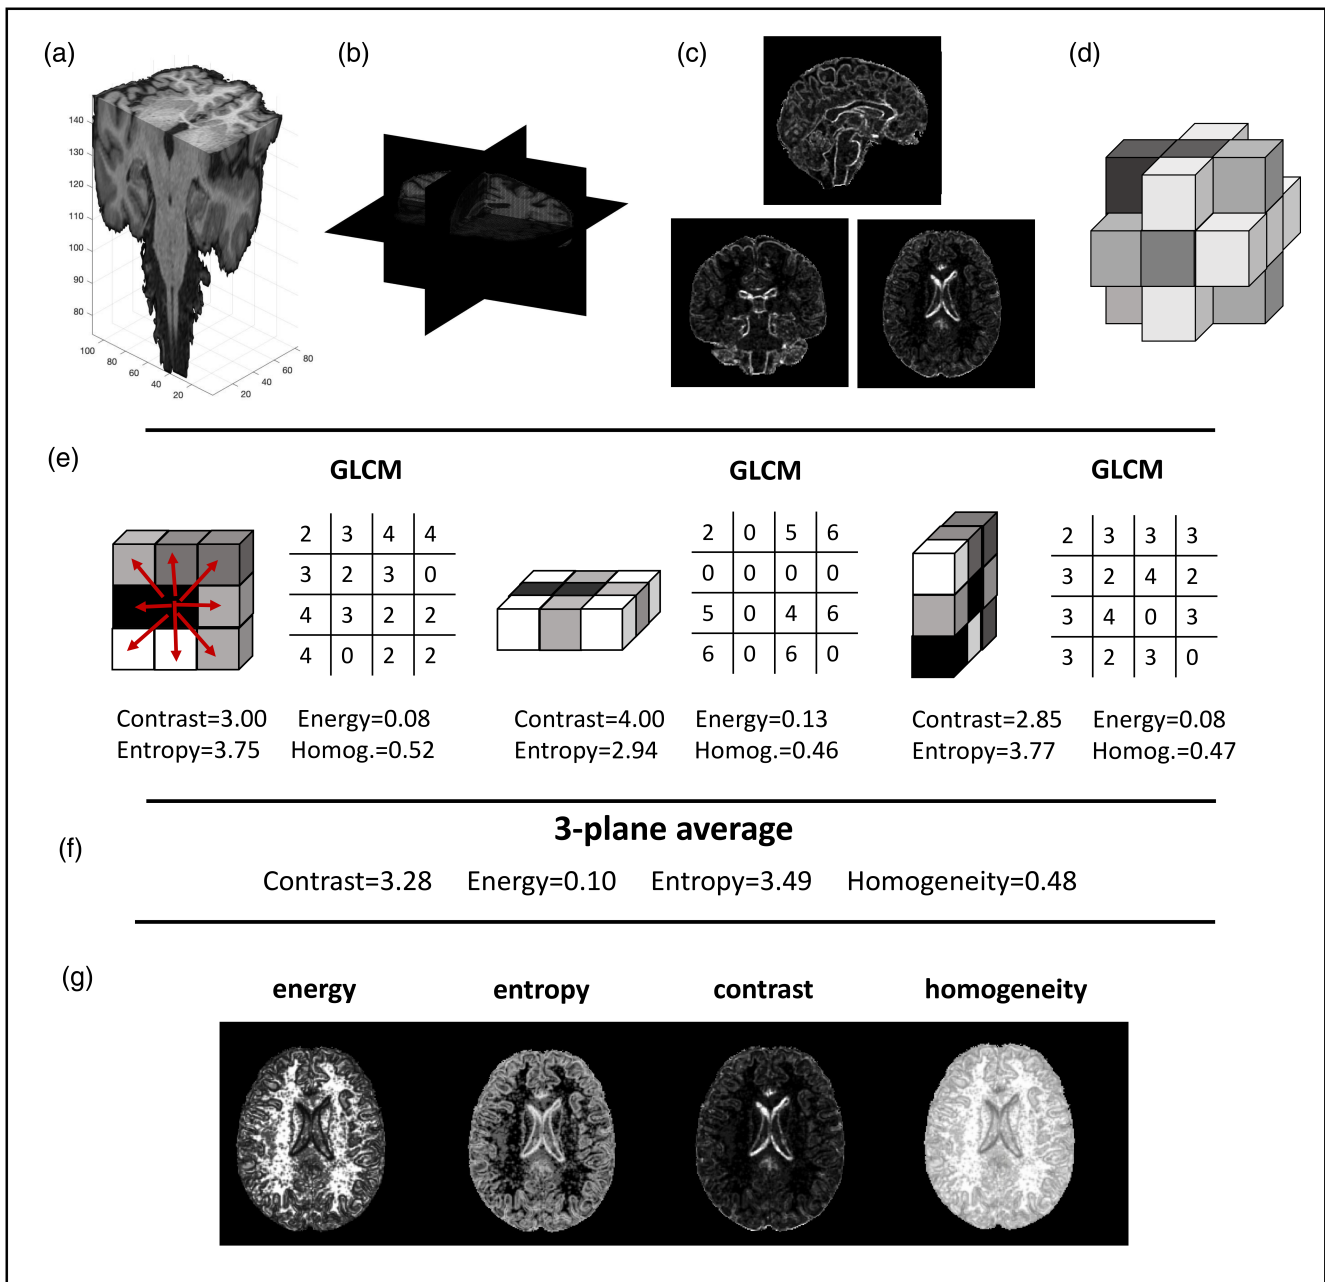 (a)
(b)
(c)
(d)
140
130
120
110
100
90
80
100
80
60
40
20
20
40
60
80
(e)
GLCM
GLCM
GLCM
2 3 4 4
3 2 3 0
4 3 2 2
4 0 2 2
2 0 5 6
0 0 0 0
5 0 4 6
6 0 6 0
2 3 3 3
3 2 4 2
3 4 0 3
3 2 3 0
Contrast=3.00 Energy=0.08
Entropy=3.75 Homog.=0.52
Contrast=4.00 Energy=0.13
Entropy=2.94 Homog.=0.46
Contrast=2.85 Energy=0.08
Entropy=3.77 Homog.=0.47
3-plane average
(f)
Contrast=3.28 Energy=0.10 Entropy=3.49 Homogeneity=0.48
(g)
energy entropy contrast homogeneity